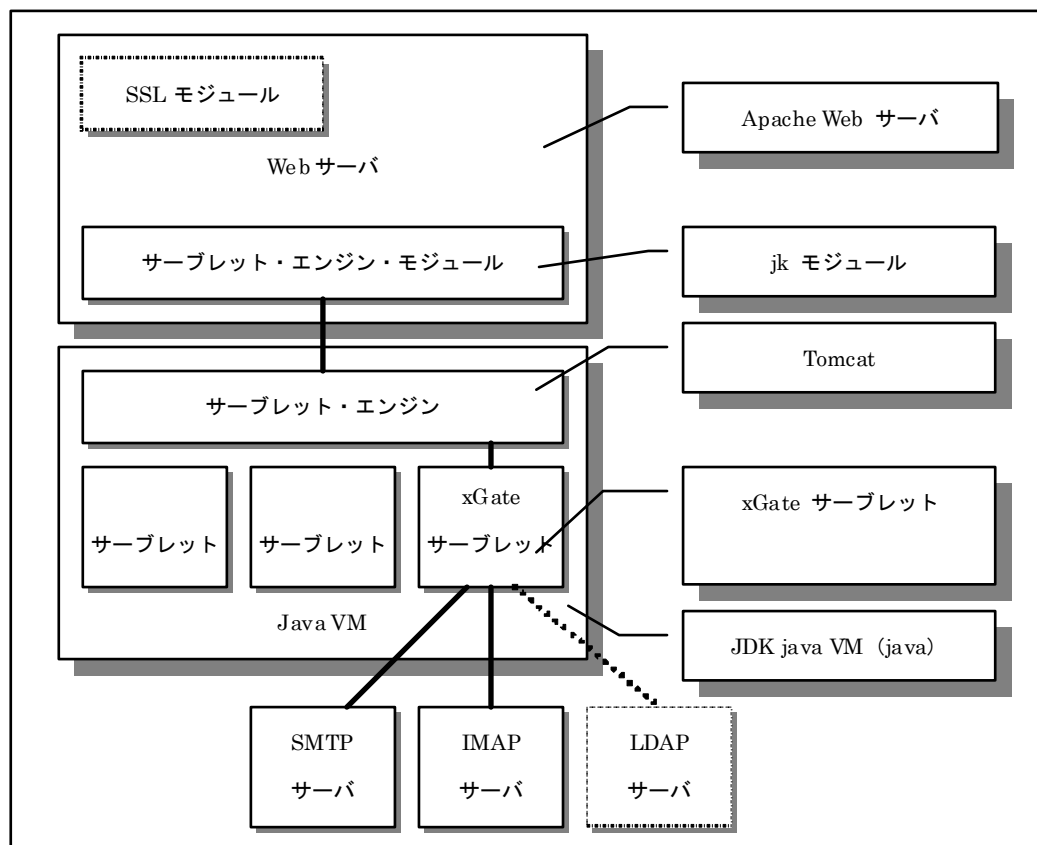 SSL モジュール
Web サーバ
Apache Web サーバ
サーブレット・エンジン・モジュール
jk モジュール
Tomcat
サーブレット・エンジン
サーブレット
サーブレット
xGate
サーブレット
xGate サーブレット
Java VM
JDK java VM（java）
SMTP
サーバ
IMAP
サーバ
LDAP
サーバ